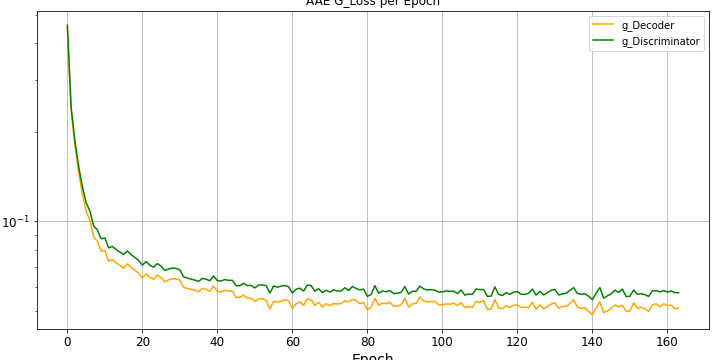 AAE G_Loss per Epoch
g_Decoder
g_Discriminator
10⁻¹
0 20 40 60 80 100 120 140 160
Epoch